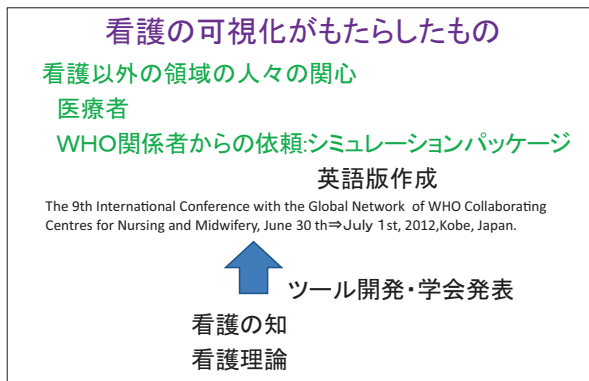 看護の可視化がもたらしたもの
看護以外の領域の人々の関心
医療者
WHO関係者からの依頼:シミュレーションパッケージ
英語版作成
The 9th International Conference with the Global Network of WHO Collaborating
Centres for Nursing and Midwifery, June 30 th⇒July 1st, 2012,Kobe, Japan.
ツール開発・学会発表
看護の知
看護理論